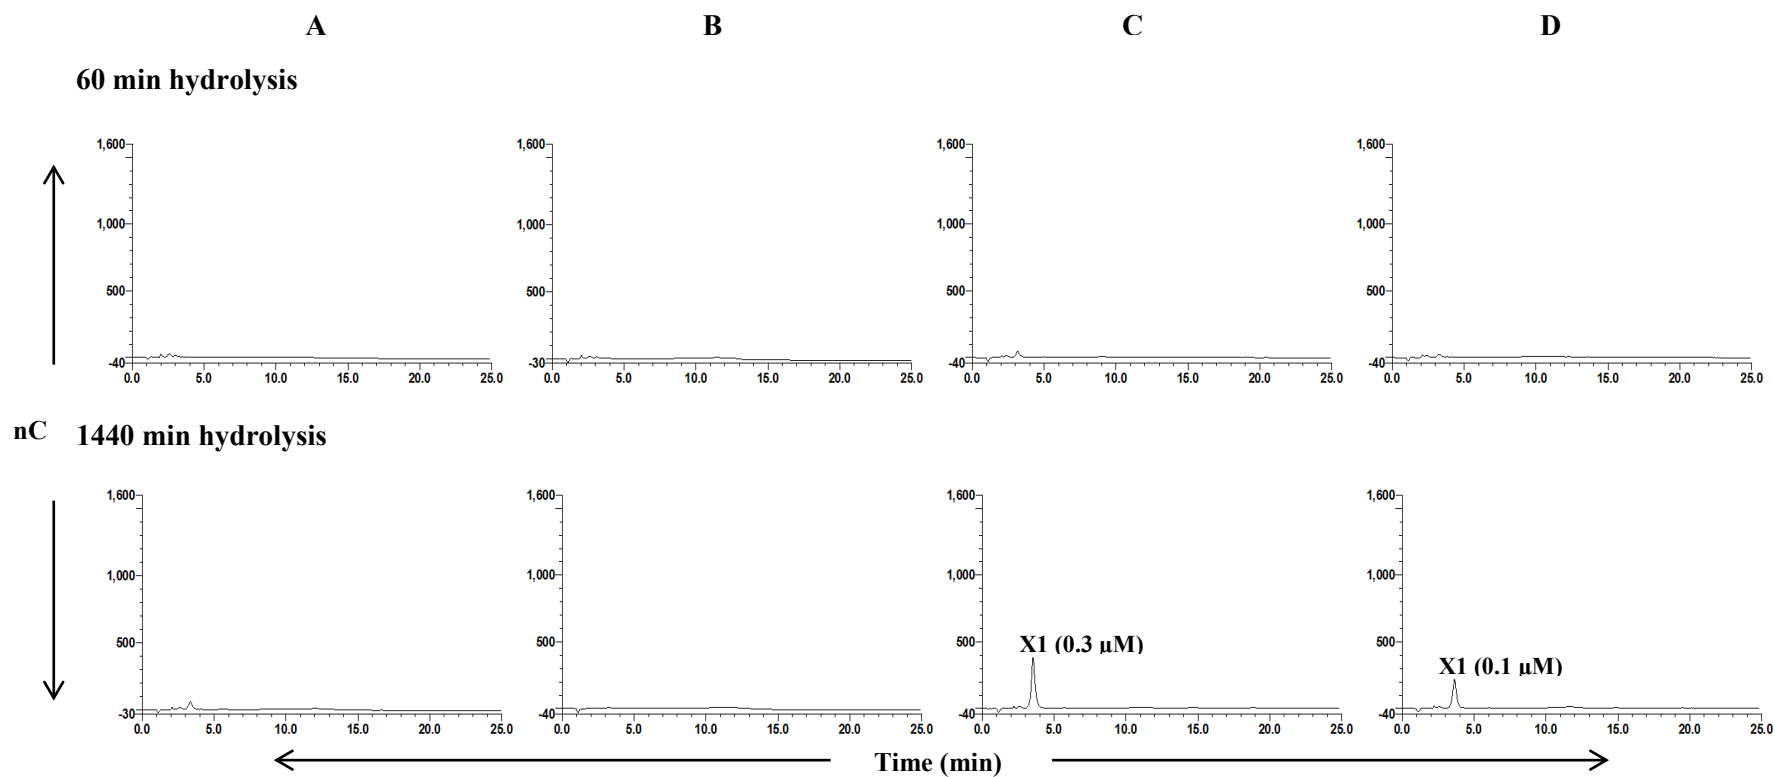 A B C D
60 min hydrolysis
1,600 1,600 1,600 1,600
1,000 1,000 1,000 1,000
500 500 500 500
-40 -30 -40 -40
0.0 5.0 10.0 15.0 20.0 25.0 0.0 5.0 10.0 15.0 20.0 25.0 0.0 5.0 10.0 15.0 20.0 25.0 0.0 5.0 10.0 15.0 20.0 25.0
nC 1440 min hydrolysis
1,600 1,600 1,600 1,600
1,000 1,000 1,000 1,000
500 500 500 500
X1 (0.3 µM)
X1 (0.1 µM)
-30 -40 -40 -40
0.0 5.0 10.0 15.0 20.0 25.0 0.0 5.0 10.0 15.0 20.0 25.0 0.0 5.0 10.0 15.0 20.0 25.0 0.0 5.0 10.0 15.0 20.0 25.0
Time (min)